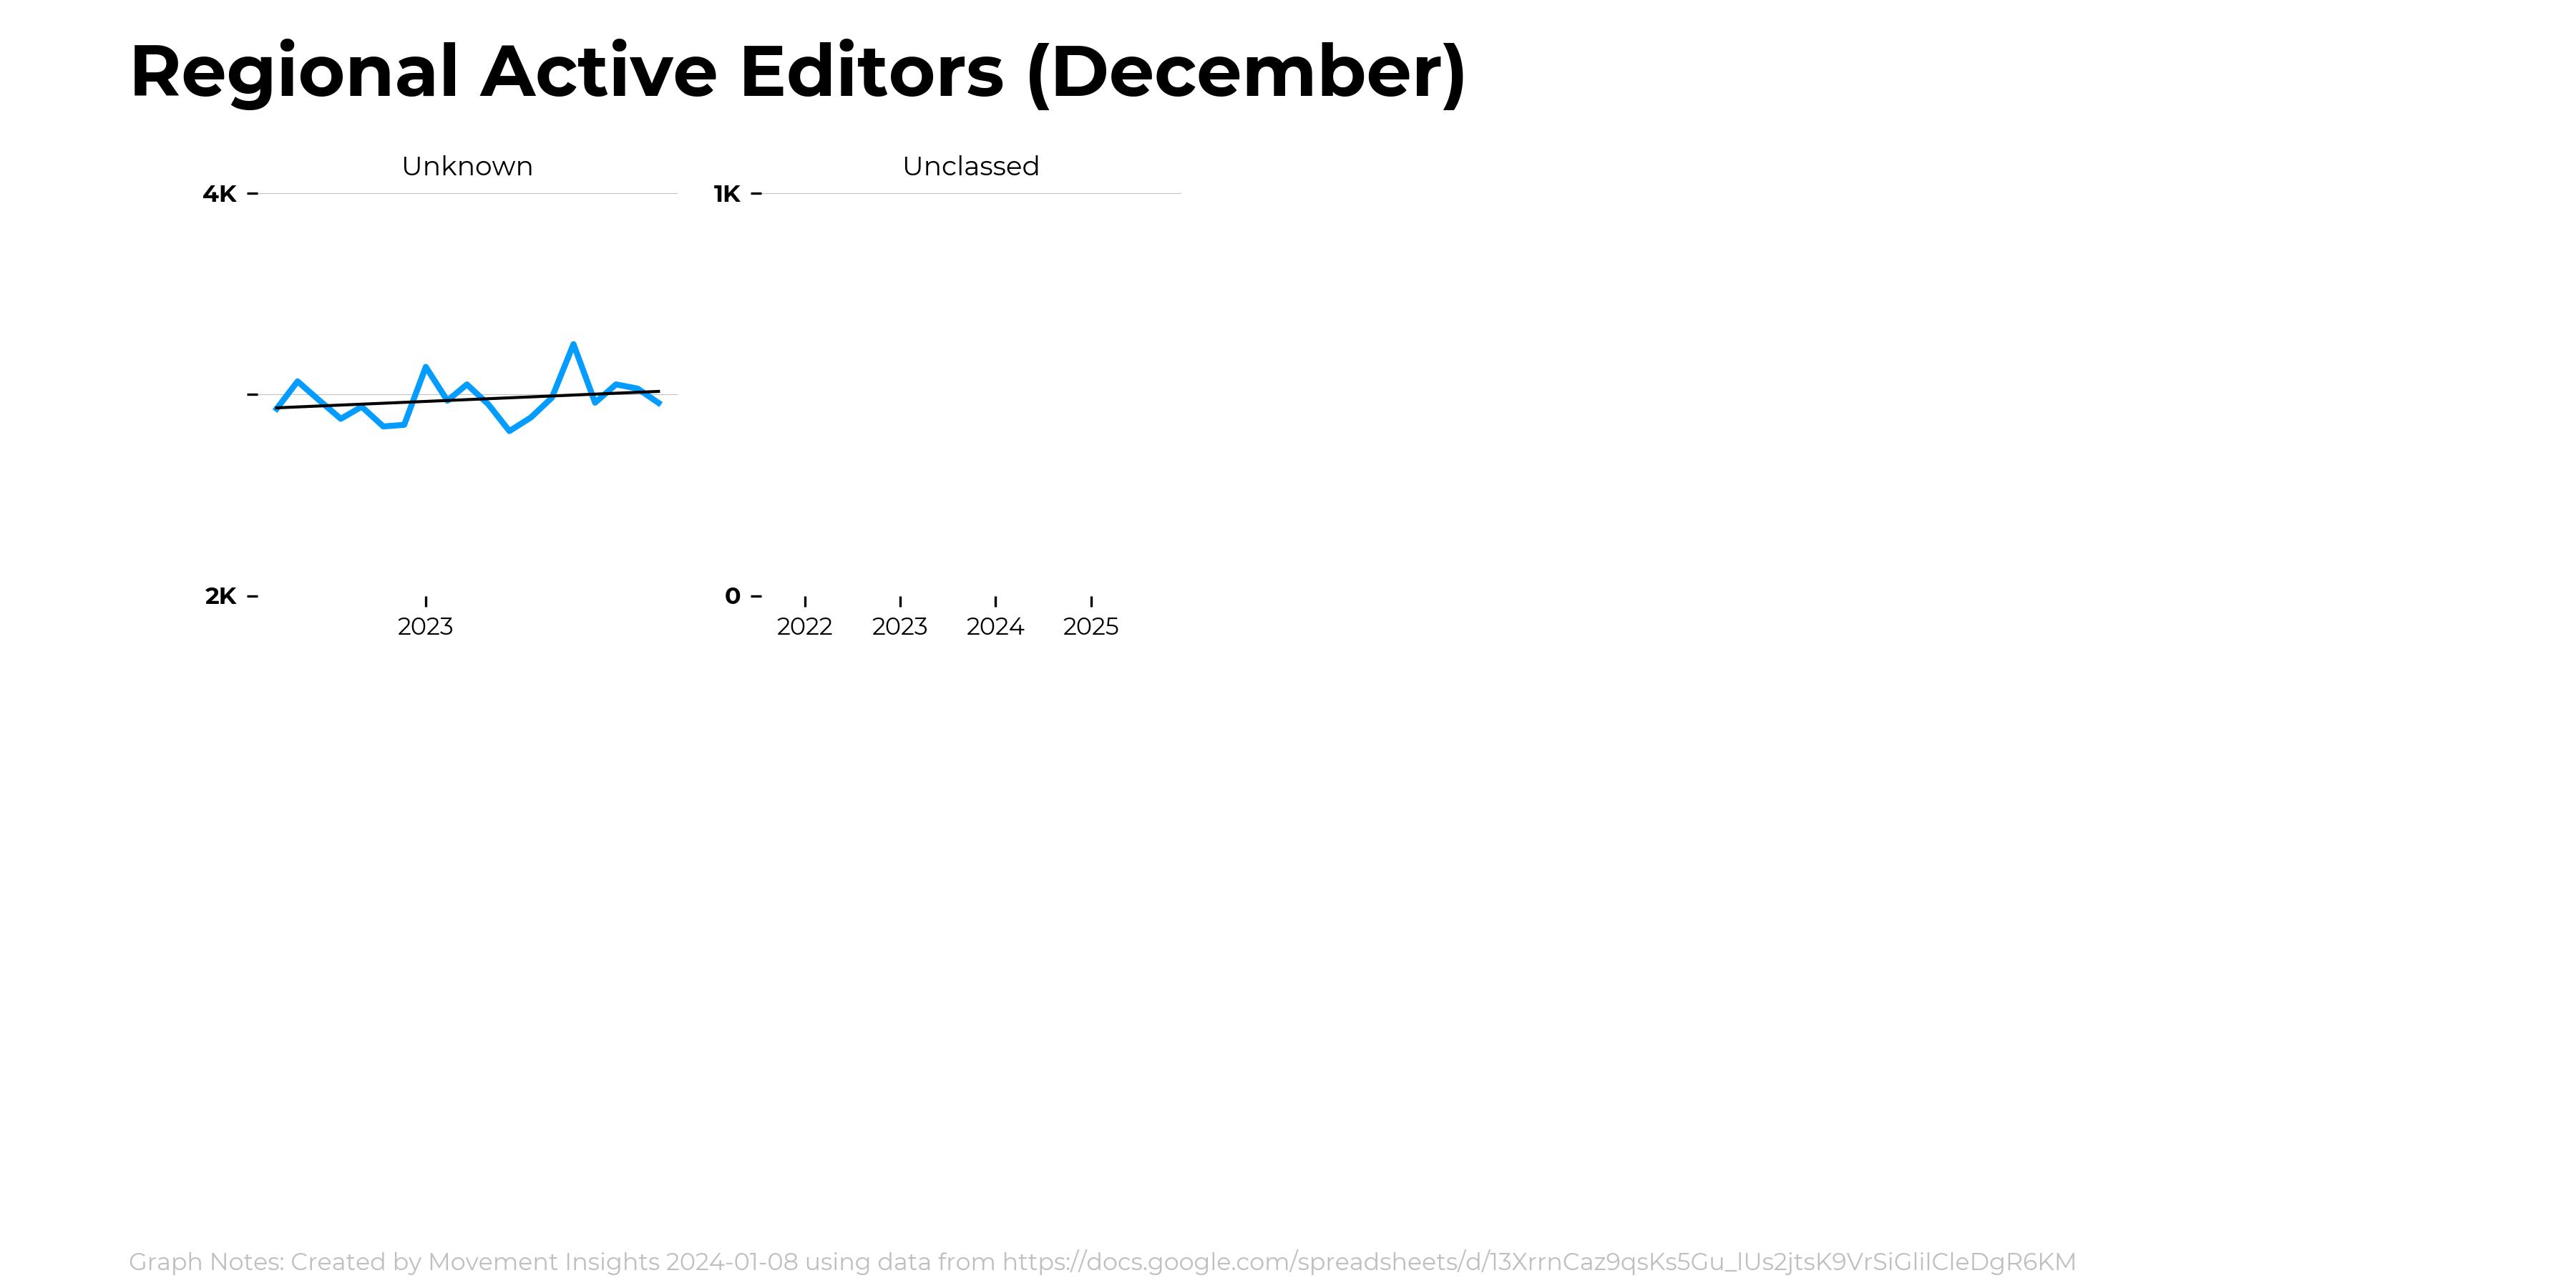 Regional Active Editors (December)
Unknown
Unclassed
4K
1K
2K
0
2023
2022 2023 2024 2025
Graph Notes: Created by Movement Insights 2024-01-08 using data from https://docs.google.com/spreadsheets/d/13XrrnCaz9qsKs5Gu_lUs2jtsK9VrSiGlilCleDgR6KM